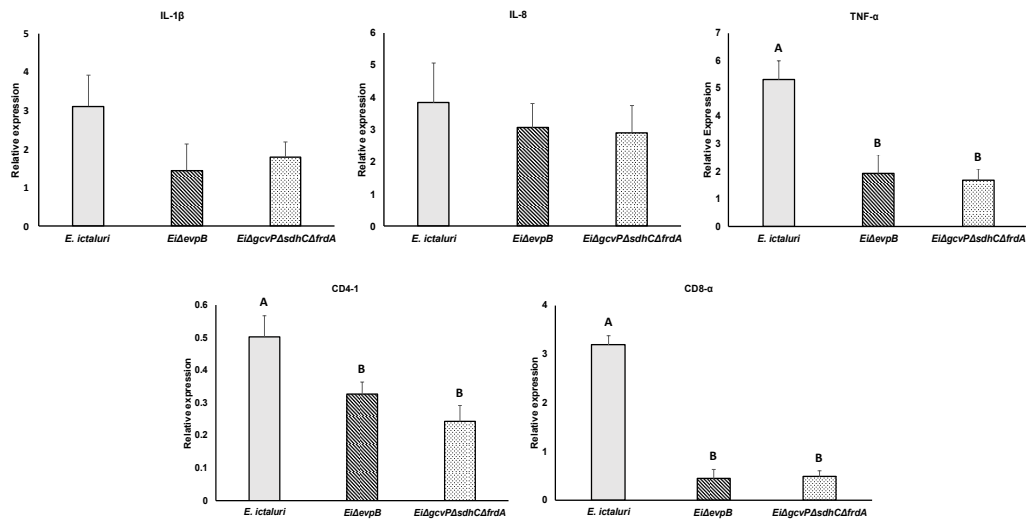 IL-1β
Relative expression
5
4
3
2
1
0
E. ictaluri
EiΔevpB
EiΔgcvPΔsdhCΔfrdA
IL-8
Relative expression
6
5
4
3
2
1
0
E. ictaluri
EiΔevpB
EiΔgcvPΔsdhCΔfrdA
TNF-α
Relative Expression
7
6
5
4
3
2
1
0
A
B
B
E. ictaluri
EiΔevpB
EiΔgcvPΔsdhCΔfrdA
CD4-1
Relative expression
0.6
0.5
0.4
0.3
0.2
0.1
0
A
B
B
E. ictaluri
EiΔevpB
EiΔgcvPΔsdhCΔfrdA
CD8-α
Relative expression
4
3
2
1
0
A
B
B
E. ictaluri
EiΔevpB
EiΔgcvPΔsdhCΔfrdA